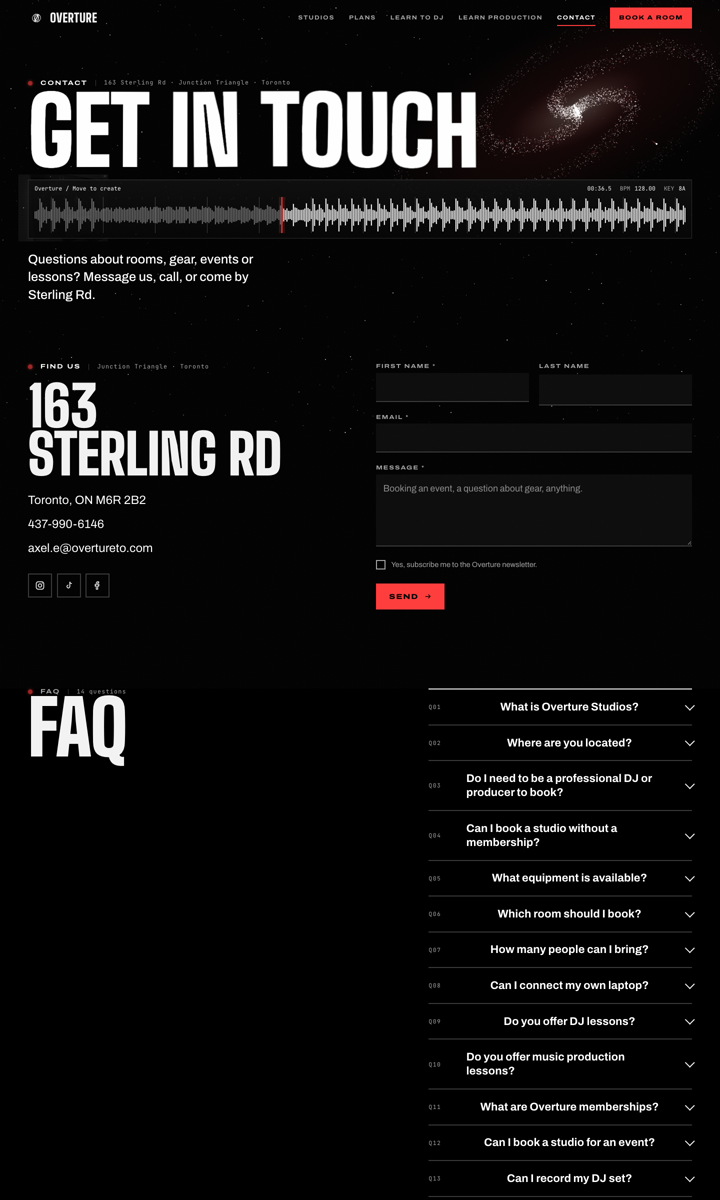 OVERTURE
STUDIOS PLANS LEARN TO DJ LEARN PRODUCTION CONTACT BOOK A ROOM
CONTACT | 163 Sterling Rd · Junction Triangle · Toronto
GET IN TOUCH
Overture / Move to create 00:36.5 BPM 128.00 KEY 8A
Questions about rooms, gear, events or
lessons? Message us, call, or come by
Sterling Rd.
FIND US | Junction Triangle · Toronto
163
STERLING RD
Toronto, ON M6R 2B2
437-990-6146
axel.e@overtureto.com
FIRST NAME * LAST NAME
EMAIL *
MESSAGE *
Booking an event, a question about gear, anything.
Yes, subscribe me to the Overture newsletter.
SEND →
FAQ | 14 questions
FAQ
Q01 What is Overture Studios?
Q02 Where are you located?
Q03 Do I need to be a professional DJ or
producer to book?
Q04 Can I book a studio without a
membership?
Q05 What equipment is available?
Q06 Which room should I book?
Q07 How many people can I bring?
Q08 Can I connect my own laptop?
Q09 Do you offer DJ lessons?
Q10 Do you offer music production
lessons?
Q11 What are Overture memberships?
Q12 Can I book a studio for an event?
Q13 Can I record my DJ set?